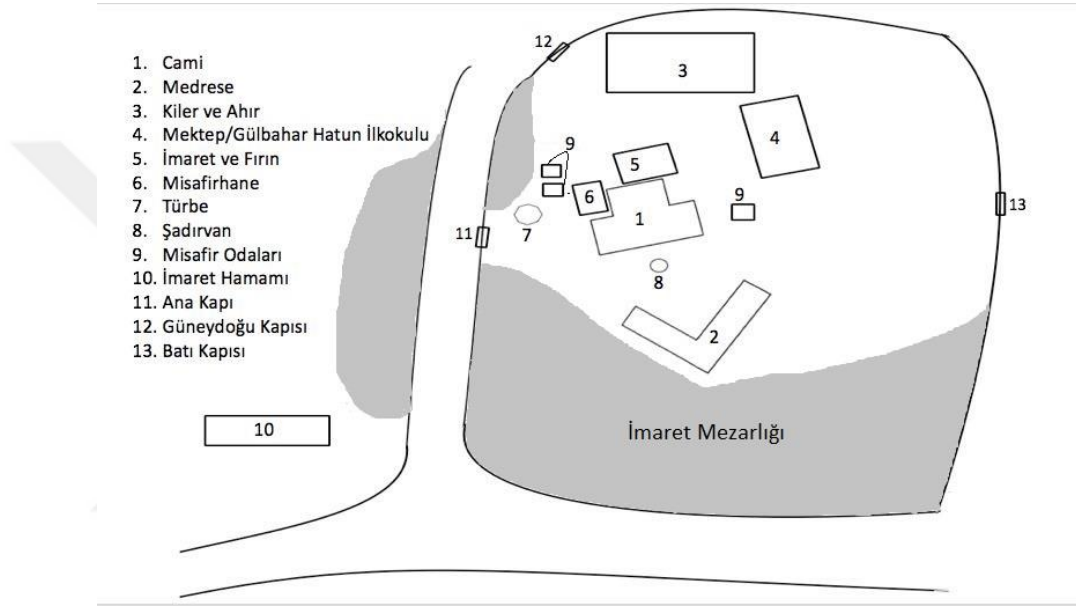 1. Cami
2. Medrese
3. Kiler ve Ahır
4. Mektep/Gülbahar Hatun İlkokulu
5. İmaret ve Fırın
6. Misafirhane
7. Türbe
8. Şadırvan
9. Misafir Odaları
10. İmaret Hamamı
11. Ana Kapı
12. Güneydoğu Kapısı
13. Batı Kapısı
12
3
4
9
5
6
9
13
1
7
11
8
2
10
İmaret Mezarlığı